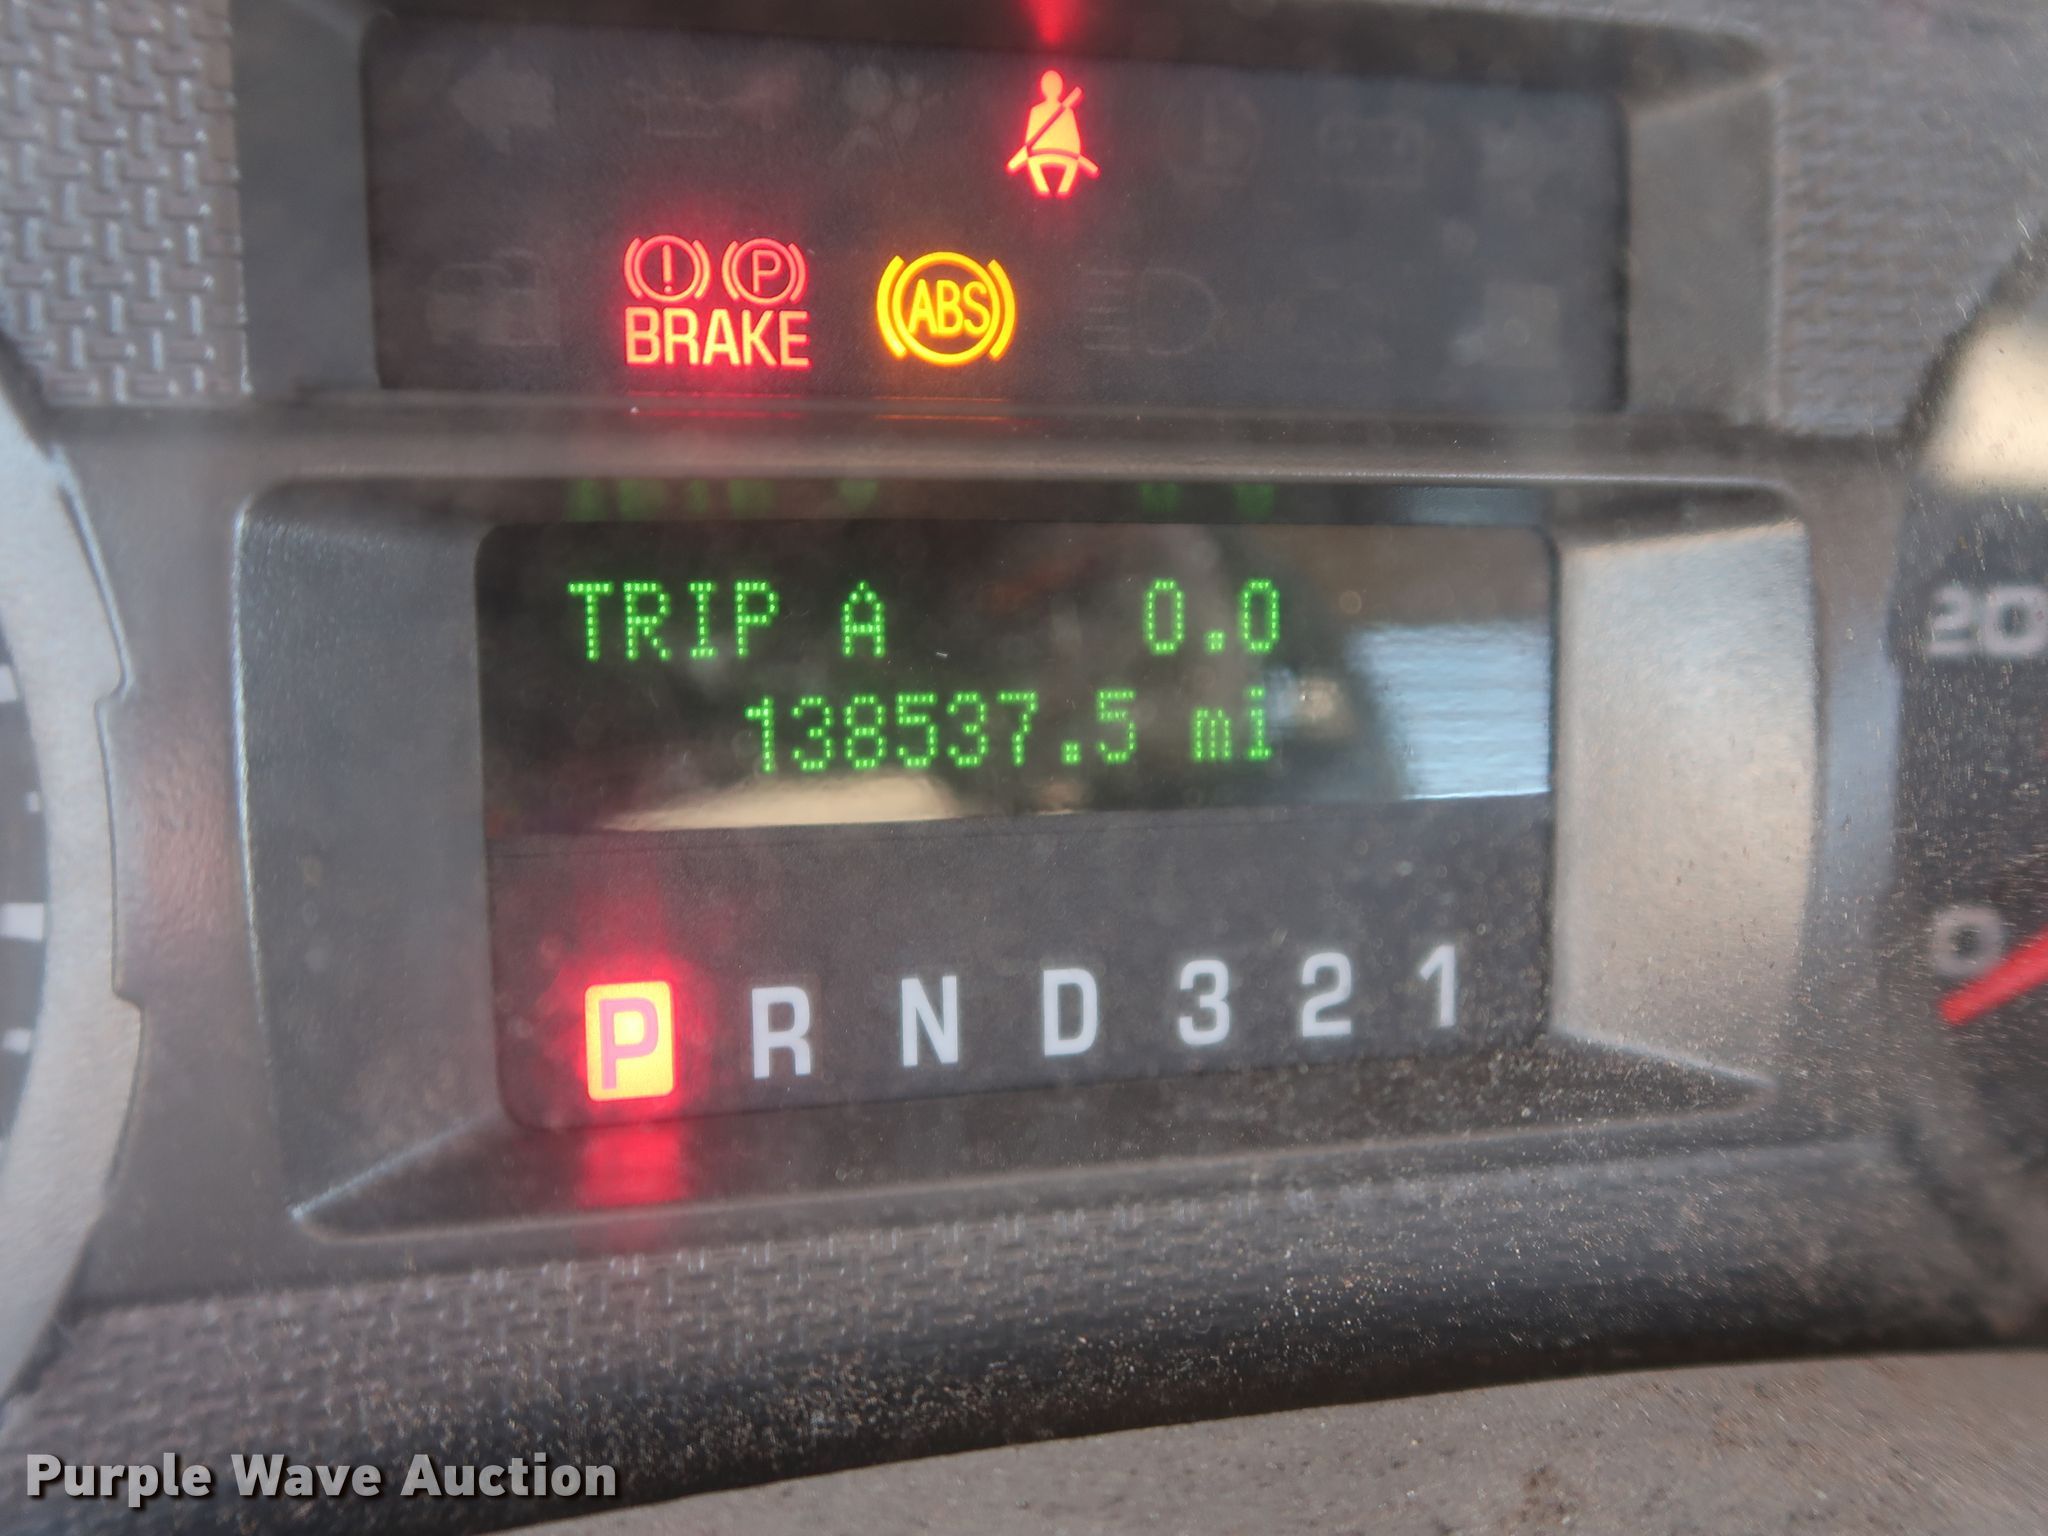 ! P
BRAKE ABS
TRIP A 0.0
138537.5 mi
20
0
P R N D 3 2 1
Purple Wave Auction